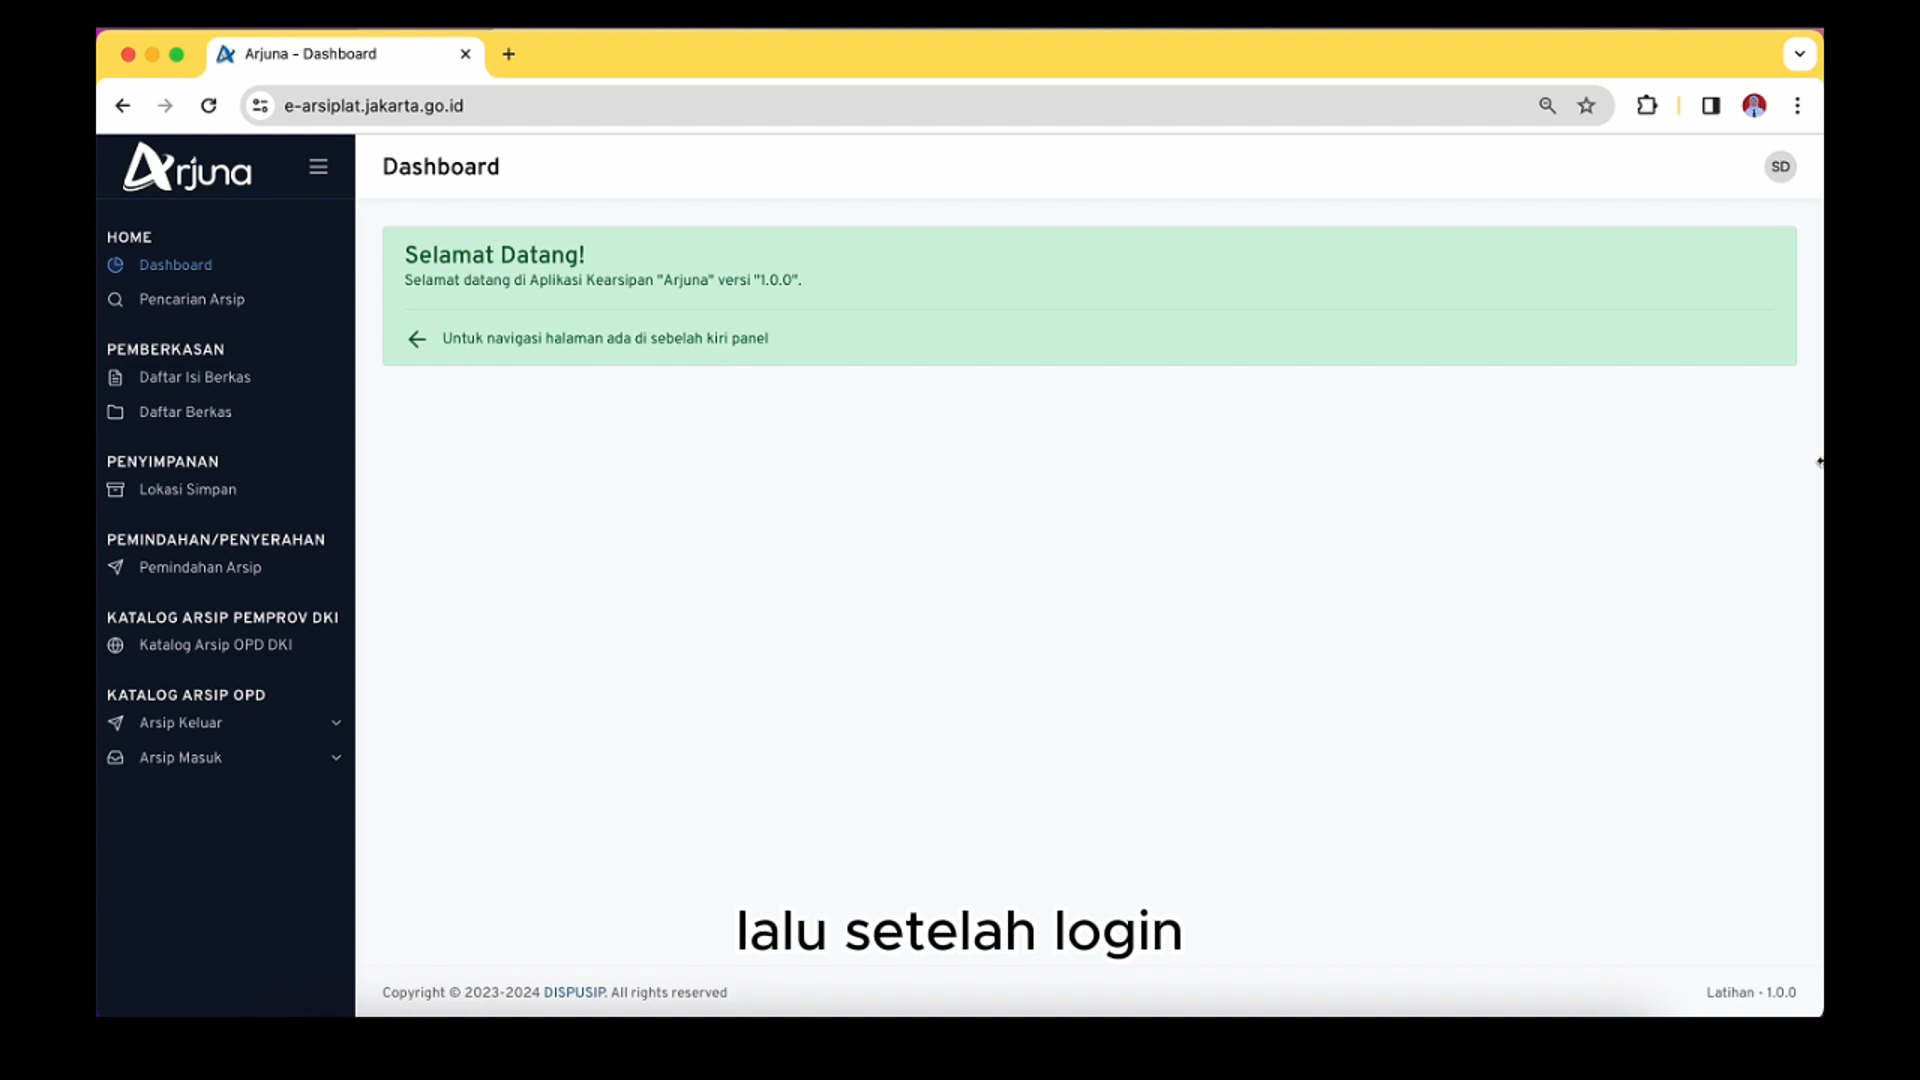 Arjuna - Dashboard
e-arsiplat.jakarta.go.id
Arjuna
Dashboard
SD
HOME
Dashboard
Pencarian Arsip
PEMBERKASAN
Daftar Isi Berkas
Daftar Berkas
PENYIMPANAN
Lokasi Simpan
PEMINDAHAN/PENYERAHAN
Pemindahan Arsip
KATALOG ARSIP PEMPROV DKI
Katalog Arsip OPD DKI
KATALOG ARSIP OPD
Arsip Keluar
Arsip Masuk
Selamat Datang!
Selamat datang di Aplikasi Kearsipan "Arjuna" versi "1.0.0".
Untuk navigasi halaman ada di sebelah kiri panel
lalu setelah login
Copyright © 2023-2024 DISPUSIP. All rights reserved
Latihan - 1.0.0